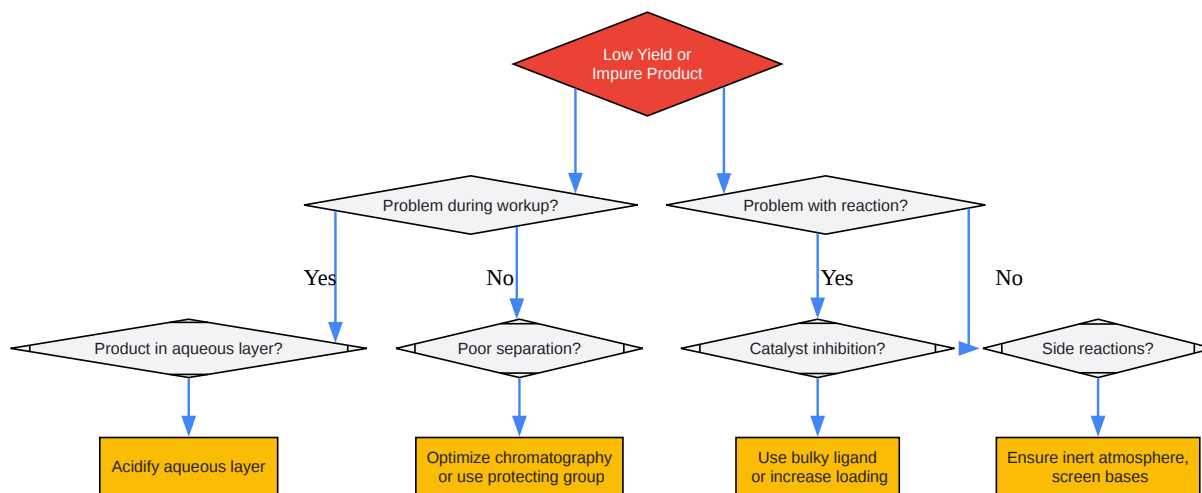 Low Yield or
Impure Product
Problem during workup?
Problem with reaction?
Yes
No
Yes
No
Product in aqueous layer?
Poor separation?
Catalyst inhibition?
Side reactions?
Acidify aqueous layer
Optimize chromatography
or use protecting group
Use bulky ligand
or increase loading
Ensure inert atmosphere,
screen bases